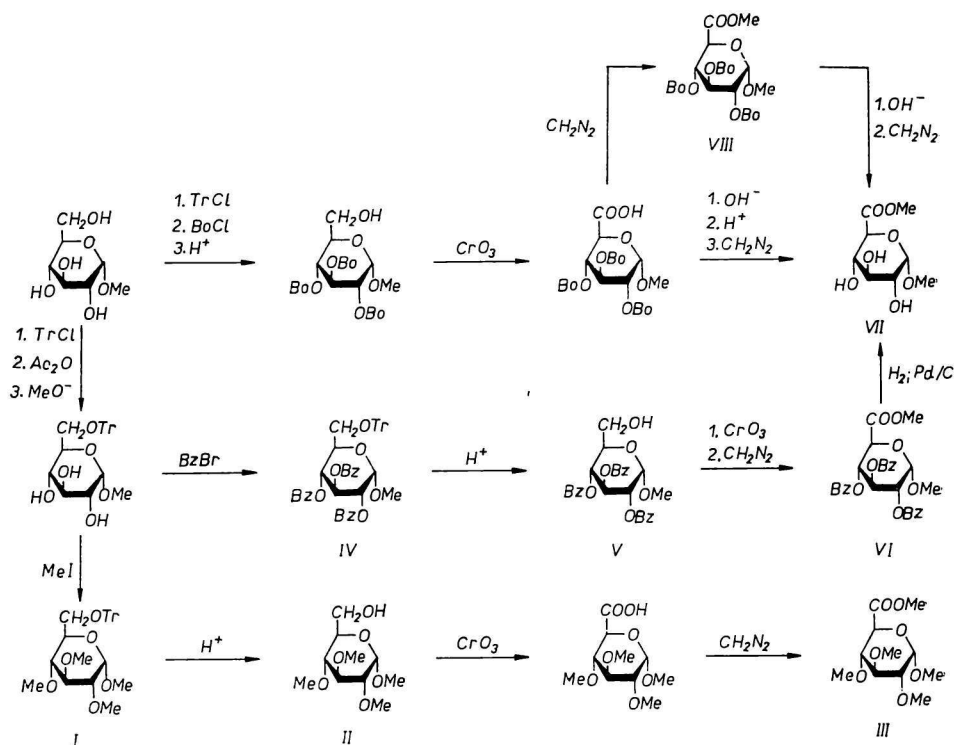 COOMe
O
OBo
BoO
OMe
OBo
VIII
CH₂N₂
1. OH⁻
2. CH₂N₂
CH₂OH
O
OH
HO
OMe
OH
1. TrCl
2. BoCl
3. H⁺
CH₂OH
O
OBo
BoO
OMe
OBo
CrO₃
COOH
O
OBo
BoO
OMe
OBo
1. OH⁻
2. H⁺
3. CH₂N₂
COOMe
O
OH
HO
OMe
OH
VII
1. TrCl
2. Ac₂O
3. MeO⁻
H₂; Pd/C
CH₂OTr
O
OH
HO
OMe
OH
BzBr
CH₂OTr
O
OBz
BzO
OMe
BzO
IV
H⁺
CH₂OH
O
OBz
BzO
OMe
OBz
V
1. CrO₃
2. CH₂N₂
COOMe
O
OBz
BzO
OMe
OBz
VI
MeI
CH₂OTr
O
OMe
MeO
OMe
OMe
I
H⁺
CH₂OH
O
OMe
MeO
OMe
OMe
II
CrO₃
COOH
O
OMe
MeO
OMe
OMe
CH₂N₂
COOMe
O
OMe
MeO
OMe
OMe
III